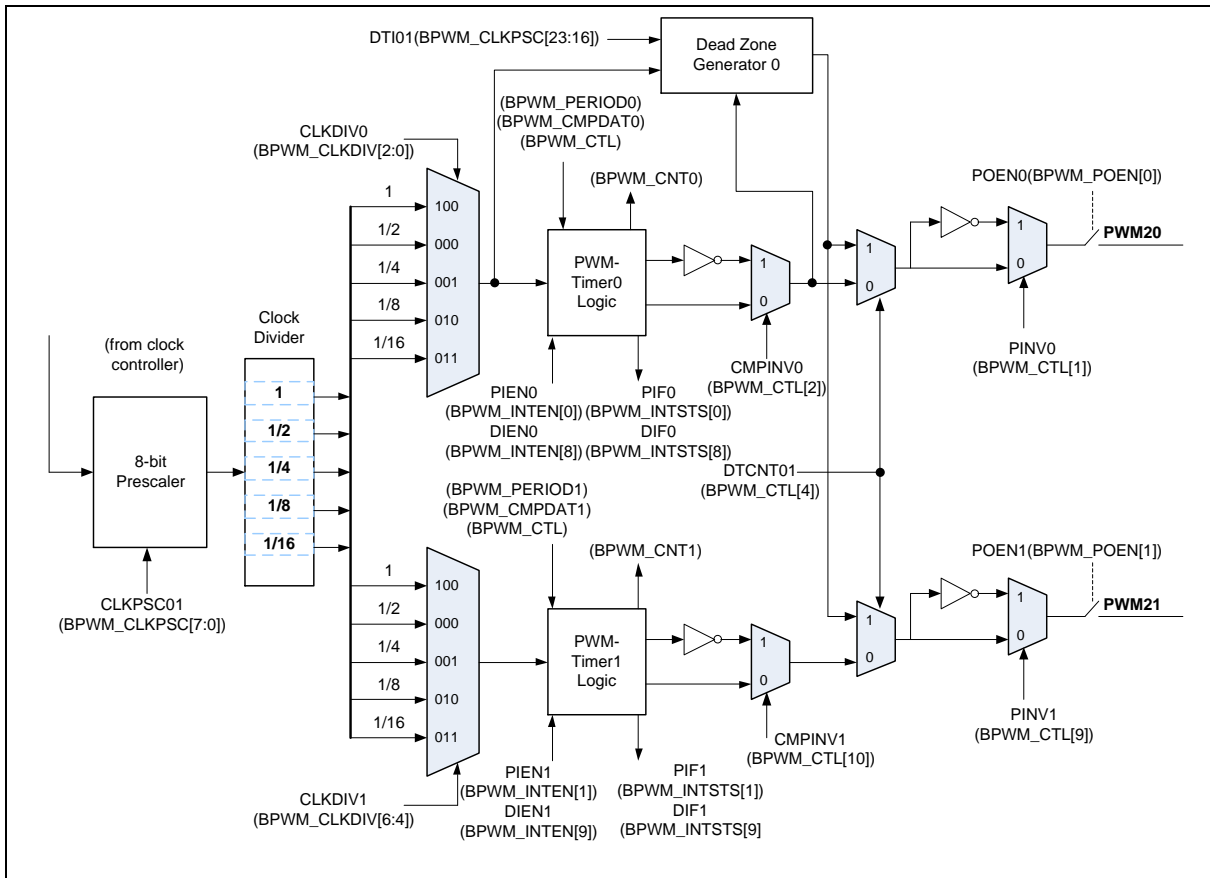 DTI01(BPWM_CLKPSC[23:16])
Dead Zone
Generator 0
(BPWM_PERIOD0)
(BPWM_CMPDAT0)
(BPWM_CTL)
CLKDIV0
(BPWM_CLKDIV[2:0])
(BPWM_CNT0)
POEN0(BPWM_POEN[0])
1
100
1/2
000
1/4
001
1/8
010
1/16
011
PWM-
Timer0
Logic
1
0
1
0
1
0
PWM20
(from clock
controller)
Clock
Divider
1
1/2
1/4
1/8
1/16
8-bit
Prescaler
CLKPSC01
(BPWM_CLKPSC[7:0])
PIEN0
(BPWM_INTEN[0])
DIEN0
(BPWM_INTEN[8])
PIF0
(BPWM_INTSTS[0])
DIF0
(BPWM_INTSTS[8])
CMPINV0
(BPWM_CTL[2])
PINV0
(BPWM_CTL[1])
DTCNT01
(BPWM_CTL[4])
(BPWM_PERIOD1)
(BPWM_CMPDAT1)
(BPWM_CTL)
(BPWM_CNT1)
POEN1(BPWM_POEN[1])
1
100
1/2
000
1/4
001
1/8
010
1/16
011
PWM-
Timer1
Logic
1
0
1
0
1
0
PWM21
CLKDIV1
(BPWM_CLKDIV[6:4])
PIEN1
(BPWM_INTEN[1])
DIEN1
(BPWM_INTEN[9])
PIF1
(BPWM_INTSTS[1])
DIF1
(BPWM_INTSTS[9]
CMPINV1
(BPWM_CTL[10])
PINV1
(BPWM_CTL[9])